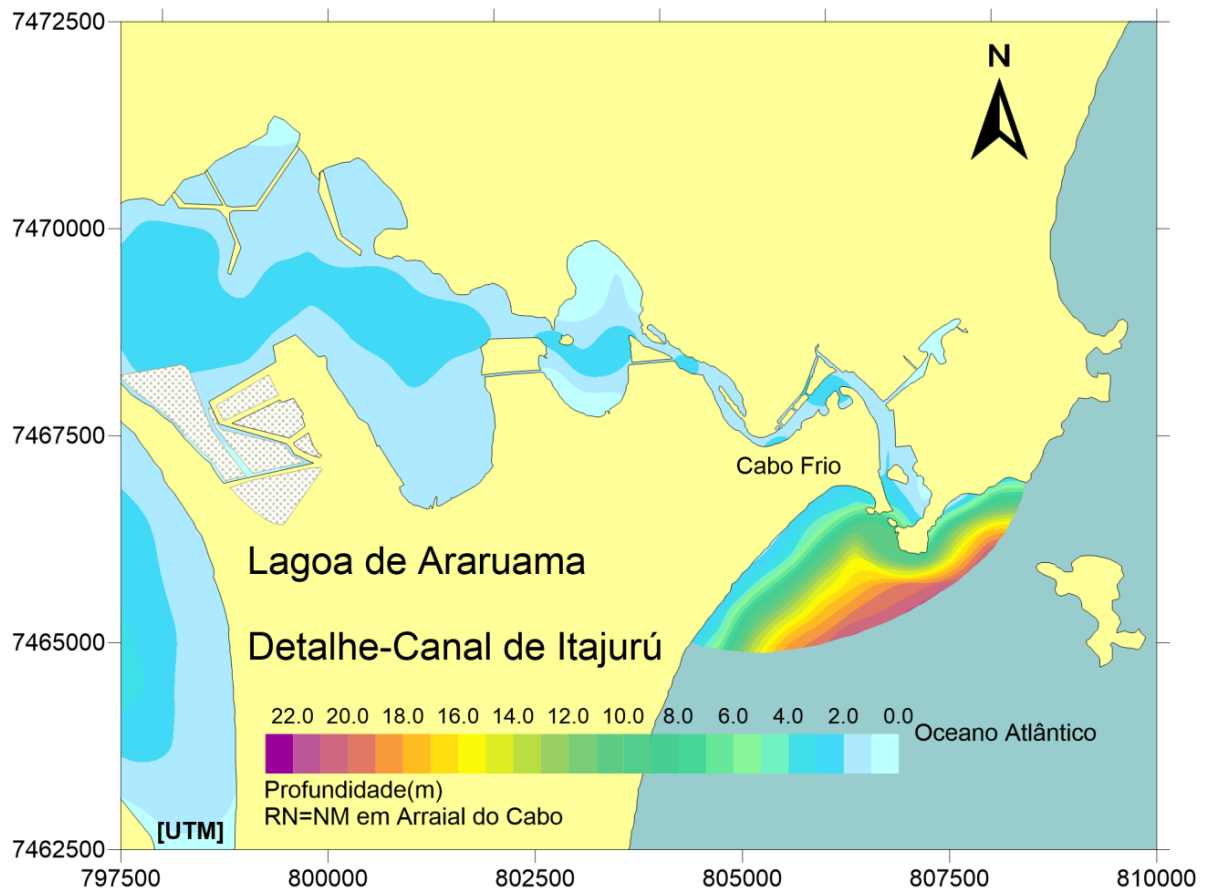 7472500
N
7470000
7467500
Cabo Frio
Lagoa de Araruama
7465000
Detalhe-Canal de Itajurú
22.0 20.0 18.0 16.0 14.0 12.0 10.0 8.0 6.0 4.0 2.0 0.0
Oceano Atlântico
Profundidade(m)
RN=NM em Arraial do Cabo
[UTM]
7462500
797500 800000 802500 805000 807500 810000